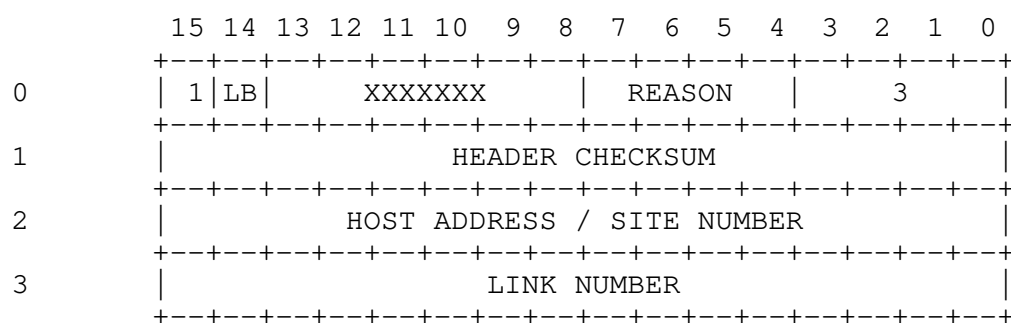 15 14 13 12 11 10 9 8 7 6 5 4 3 2 1 0
+--+--+--+--+--+--+--+--+--+--+--+--+--+--+--+--+
0 | 1|LB| XXXXXXX | REASON | 3 |
+--+--+--+--+--+--+--+--+--+--+--+--+--+--+--+--+
1 | HEADER CHECKSUM |
+--+--+--+--+--+--+--+--+--+--+--+--+--+--+--+--+
2 | HOST ADDRESS / SITE NUMBER |
+--+--+--+--+--+--+--+--+--+--+--+--+--+--+--+--+
3 | LINK NUMBER |
+--+--+--+--+--+--+--+--+--+--+--+--+--+--+--+--+